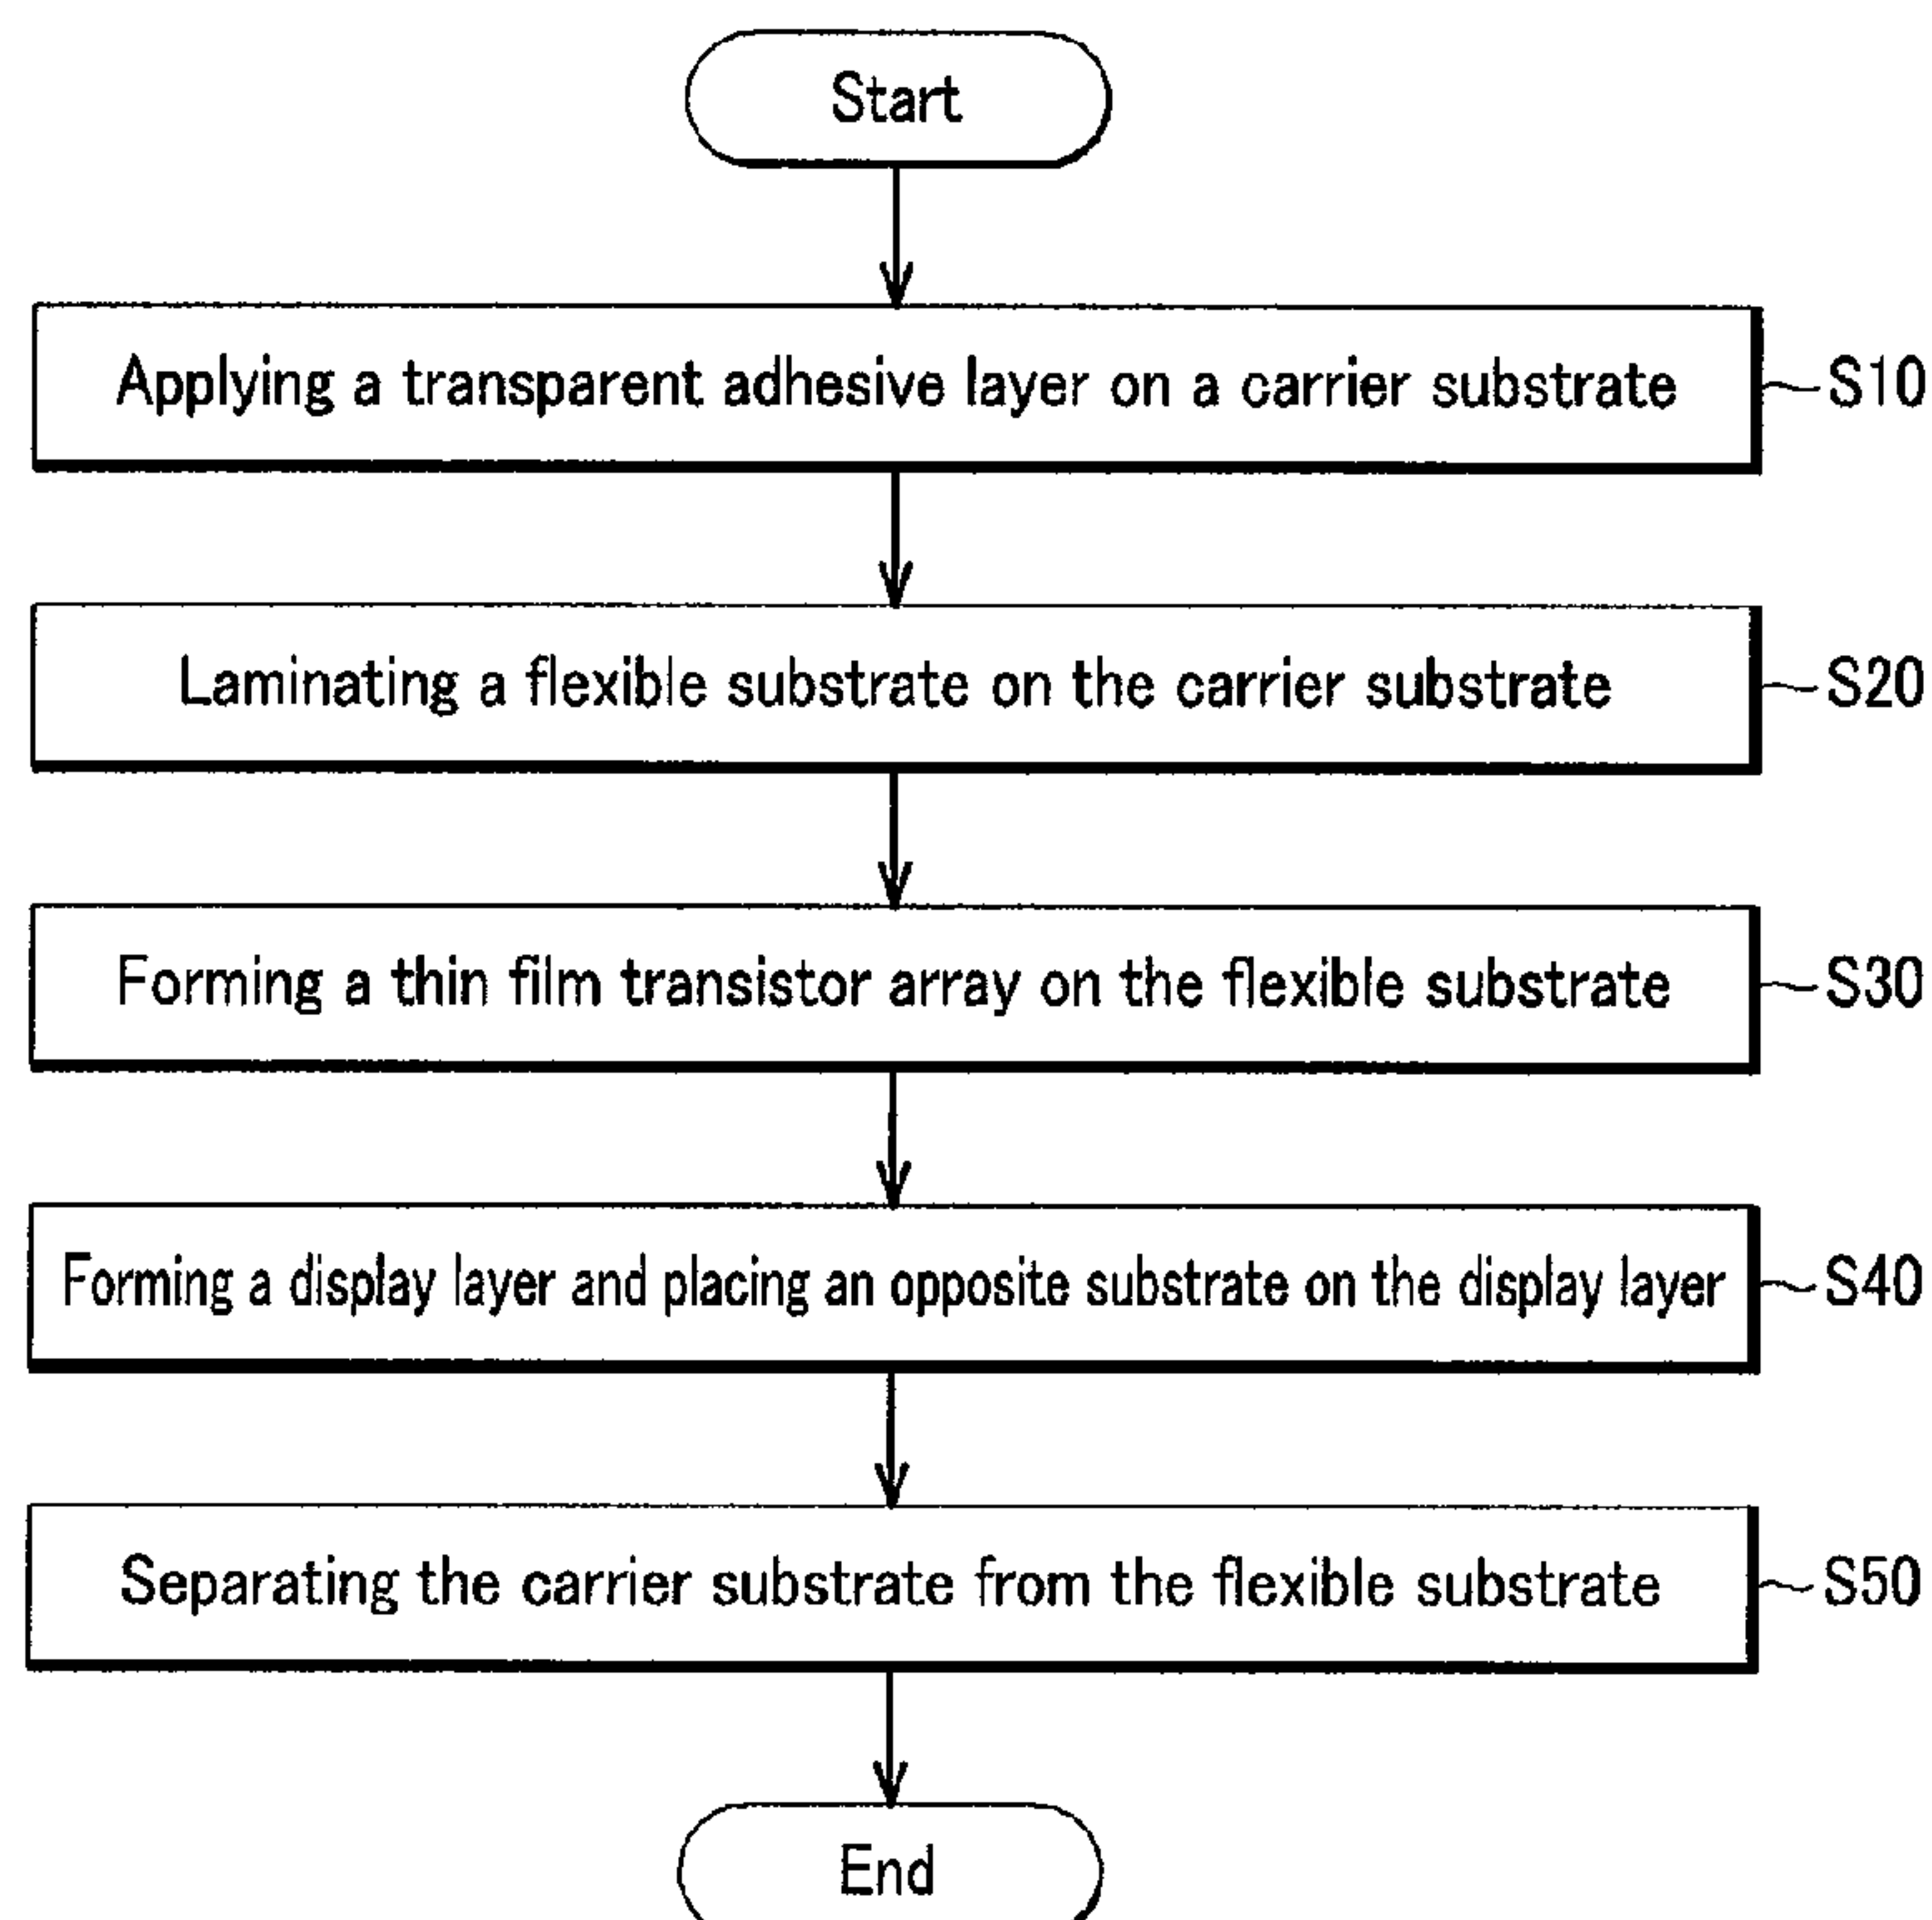 Start
Applying a transparent adhesive layer on a carrier substrate
S10
Laminating a flexible substrate on the carrier substrate
S20
Forming a thin film transistor array on the flexible substrate
S30
Forming a display layer and placing an opposite substrate on the display layer
S40
Separating the carrier substrate from the flexible substrate
S50
End